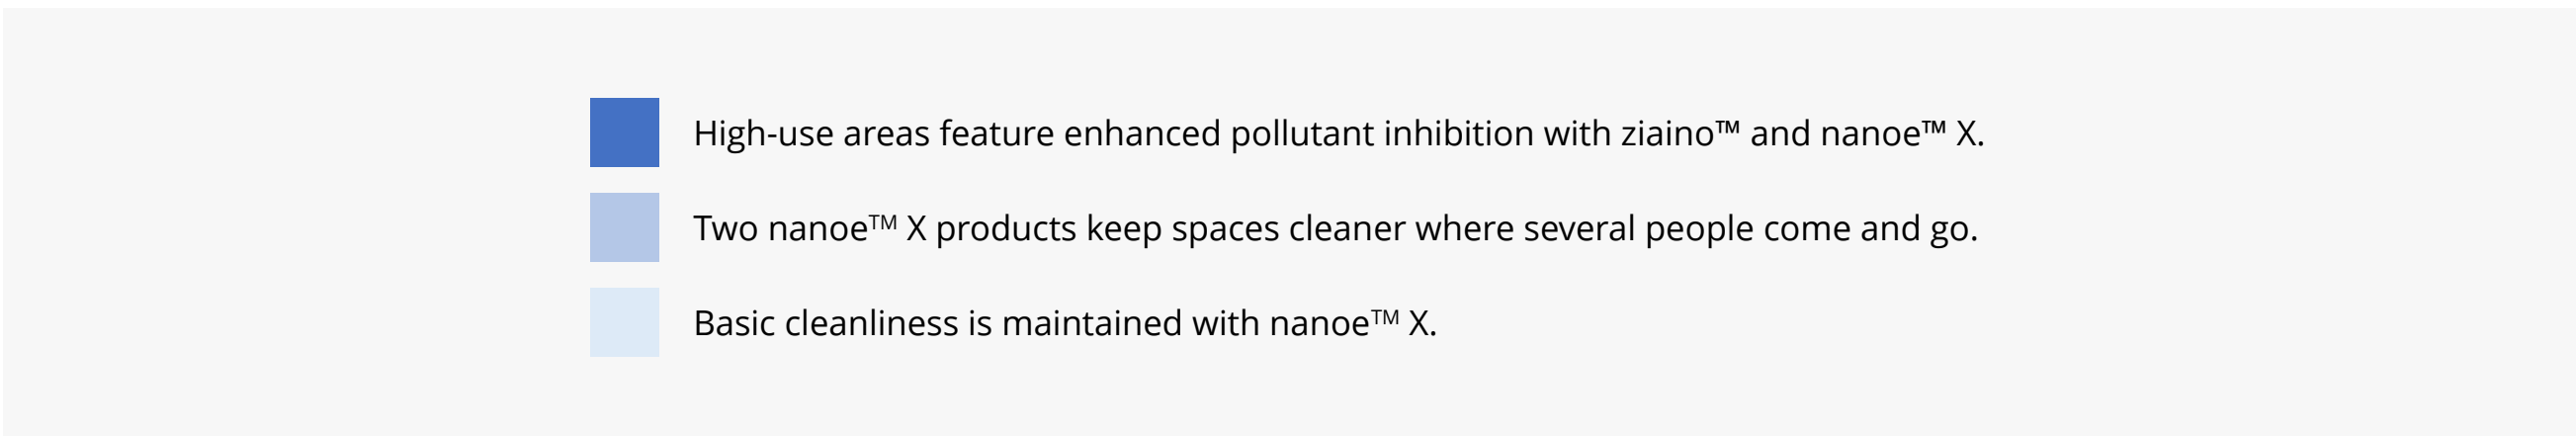 High-use areas feature enhanced pollutant inhibition with ziaino™ and nanoe™ X.
Two nanoe™ X products keep spaces cleaner where several people come and go.
Basic cleanliness is maintained with nanoe™ X.